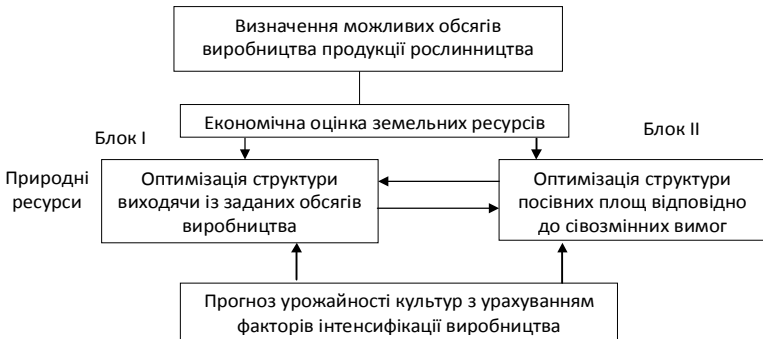 Визначення можливих обсягів
виробництва продукції рослинництва
Економічна оцінка земельних ресурсів
Блок І
Блок ІІ
Природні
ресурси
Оптимізація структури
виходячи із заданих обсягів
виробництва
Оптимізація структури
посівних площ відповідно
до сівозмінних вимог
Прогноз урожайності культур з урахуванням
факторів інтенсифікації виробництва